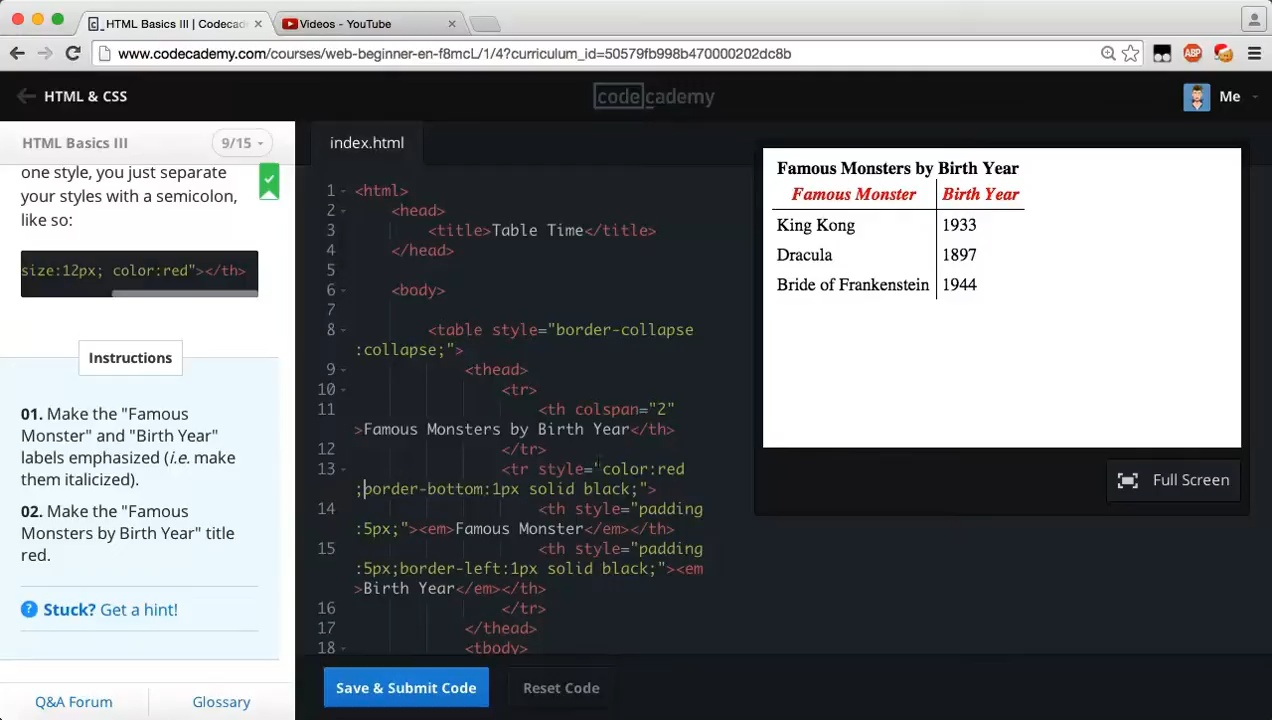 HTML Basics III | Codecad
Videos - YouTube
www.codecademy.com/courses/web-beginner-en-f8mcL/1/4?curriculum_id=50579fb998b470000202dc8b
ABP
HTML & CSS
codecademy
Me
HTML Basics III
9/15
one style, you just separate
your styles with a semicolon,
like so:
size:12px; color:red"></th>
Instructions
01. Make the "Famous
Monster" and "Birth Year"
labels emphasized (i.e. make
them italicized).
02. Make the "Famous
Monsters by Birth Year" title
red.
? Stuck? Get a hint!
Q&A Forum
Glossary
index.html
1 <html>
2 <head>
3 <title>Table Time</title>
4 </head>
5
6 <body>
7
8 <table style="border-collapse
:collapse;">
9 <thead>
10 <tr>
11 <th colspan="2"
>Famous Monsters by Birth Year</th>
12 </tr>
13 <tr style="color:red
;border-bottom:1px solid black;">
14 <th style="padding
:5px;"><em>Famous Monster</em></th>
15 <th style="padding
:5px;border-left:1px solid black;"><em
>Birth Year</em></th>
16 </tr>
17 </thead>
18 <tbody>
Save & Submit Code
Reset Code
Famous Monsters by Birth Year
Famous Monster Birth Year
King Kong 1933
Dracula 1897
Bride of Frankenstein 1944
Full Screen